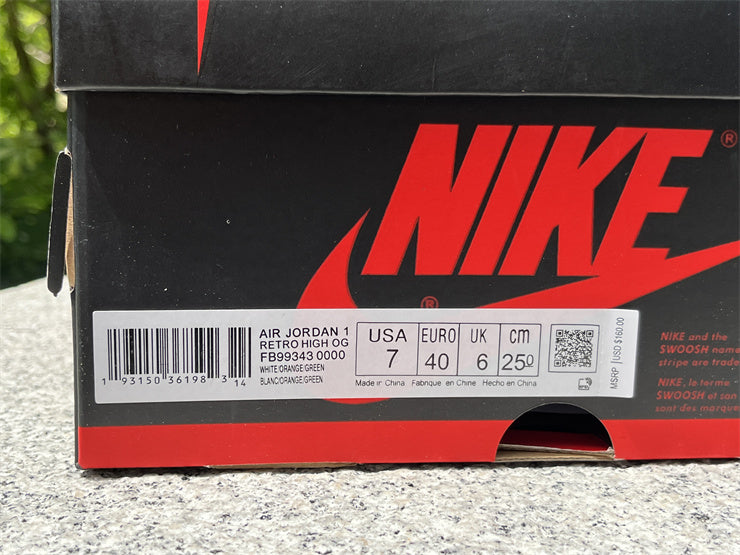 NIKE®
®
AIR JORDAN 1
RETRO HIGH OG
FB99343 0000
WHITE/ORANGE/GREEN
BLANC/ORANGE/GREEN
1 93150 36198 3 14
USA EURO UK cm
7 40 6 25⁰
Made in China Fabriqué en Chine Hecho en China
MSRP |USD $160.00
NIKE and the
SWOOSH name
stripe are trade
NIKE, le terme
SWOOSH et son
sont des marque